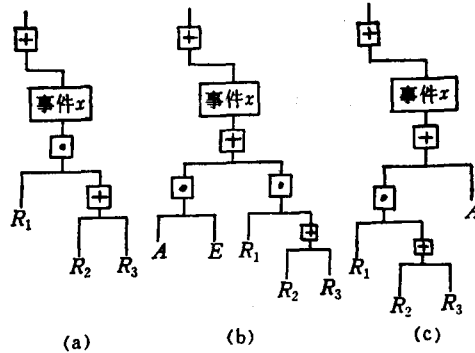 + + +
事件x 事件x 事件x
• + +
• • •
R₁ + A
A E R₁ + R₁ +
R₂ R₃ R₂ R₃ R₂ R₃
(a) (b) (c)